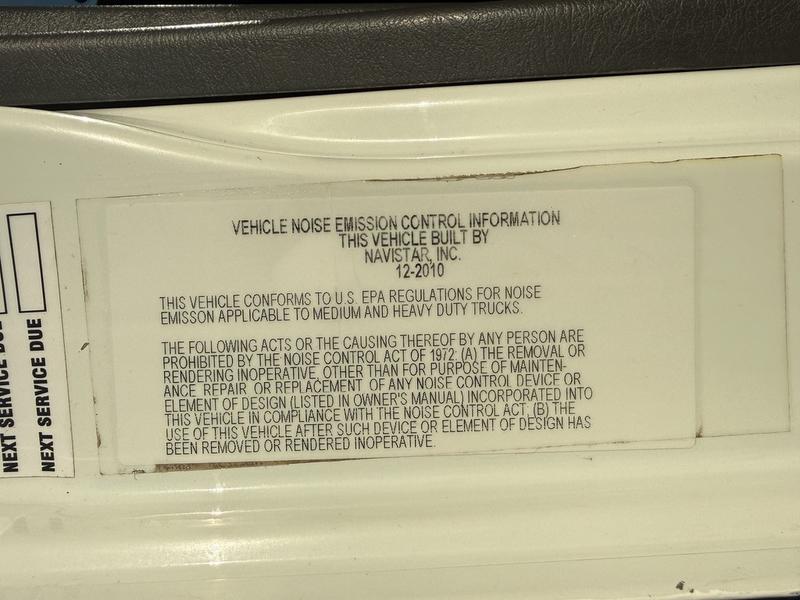 VEHICLE NOISE EMISSION CONTROL INFORMATION
THIS VEHICLE BUILT BY
NAVISTAR, INC.
12-2010
THIS VEHICLE CONFORMS TO U.S. EPA REGULATIONS FOR NOISE
EMISSON APPLICABLE TO MEDIUM AND HEAVY DUTY TRUCKS.
THE FOLLOWING ACTS OR THE CAUSING THEREOF BY ANY PERSON ARE
PROHIBITED BY THE NOISE CONTROL ACT OF 1972: (A) THE REMOVAL OR
RENDERING INOPERATIVE, OTHER THAN FOR PURPOSE OF MAINTEN-
ANCE REPAIR OR REPLACEMENT OF ANY NOISE CONTROL DEVICE OR
ELEMENT OF DESIGN (LISTED IN OWNER'S MANUAL) INCORPORATED INTO
THIS VEHICLE IN COMPLIANCE WITH THE NOISE CONTROL ACT; (B) THE
USE OF THIS VEHICLE AFTER SUCH DEVICE OR ELEMENT OF DESIGN HAS
BEEN REMOVED OR RENDERED INOPERATIVE.
NEXT SERVICE DUE
NEXT SERVICE DUE